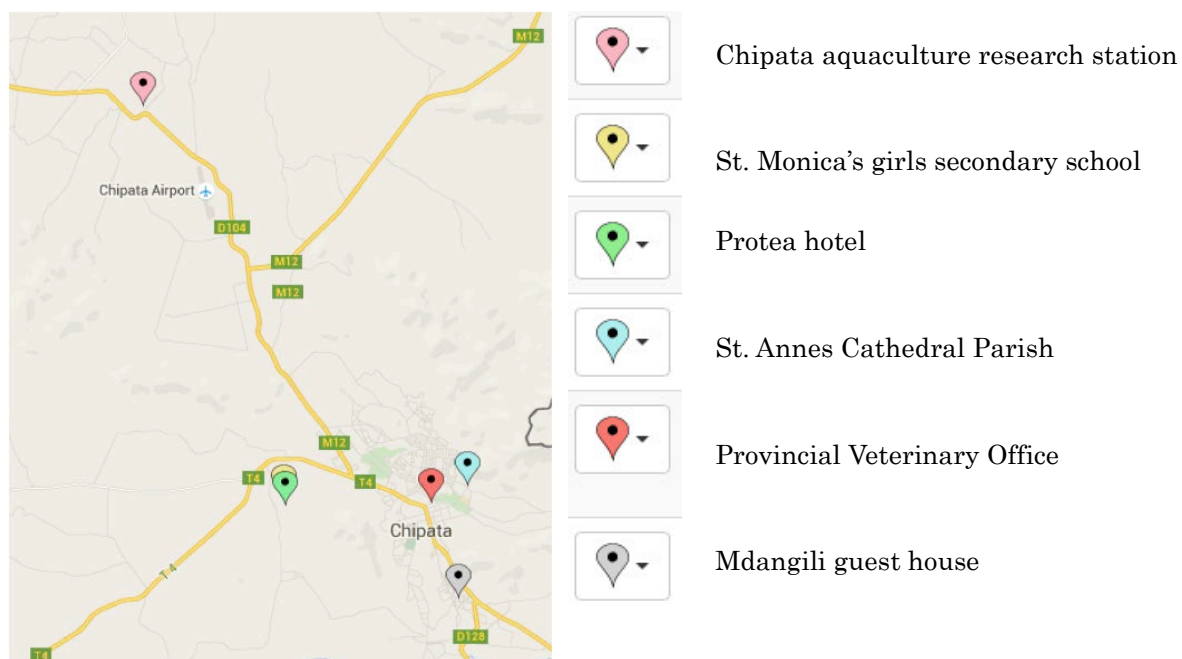 M12
Chipata Airport
D104
M12
M12
M12
T4
T4
Chipata
T 4
D128
T4
Chipata aquaculture research station
St. Monica’s girls secondary school
Protea hotel
St. Annes Cathedral Parish
Provincial Veterinary Office
Mdangili guest house